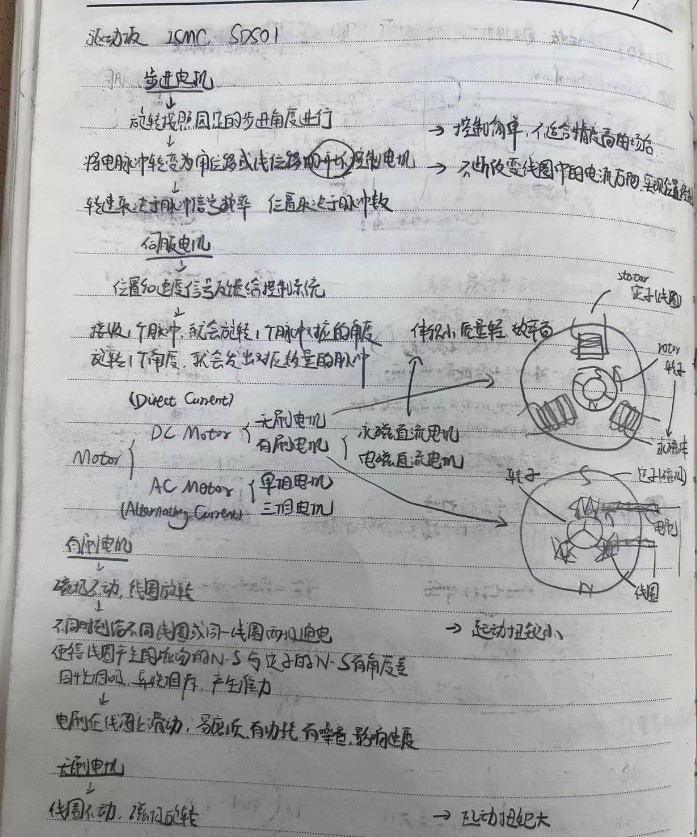 驱动板 ISMC SDS01
步进电机
旋转按照固定的步进角度进行
→ 控制简单，不适合精度高的场合
将电脉冲转变为角位移或线位移的开环控制电机
→ 不断改变线圈中的电流方向，实现位置控制
转速取决于脉冲信号频率 位置取决于脉冲数
伺服电机
位置和速度信号反馈给控制系统
接收1个脉冲，就会旋转1个脉冲对应的角度
旋转1个角度，就会发出对应数量的脉冲
体积小 质量轻 效率高
stator
定子(线圈)
rotor
转子
永磁体
(Direct Current)
Motor
DC Motor
无刷电机
有刷电机
永磁直流电机
电磁直流电机
AC Motor
单相电机
三相电机
(Alternating Current)
转子
S
N
电刷
线圈
有刷电机
磁极不动，线圈旋转
不同时刻给不同线圈或同一线圈两极通电
→ 起动扭矩小
使得线圈产生的磁场的N-S与定子的N-S有角度差
同性相吸，异性相斥，产生推力
电刷在线圈上滑动，易磨损，有功耗，有噪音，影响速度
无刷电机
线圈不动，磁极旋转
→ 起动扭矩大